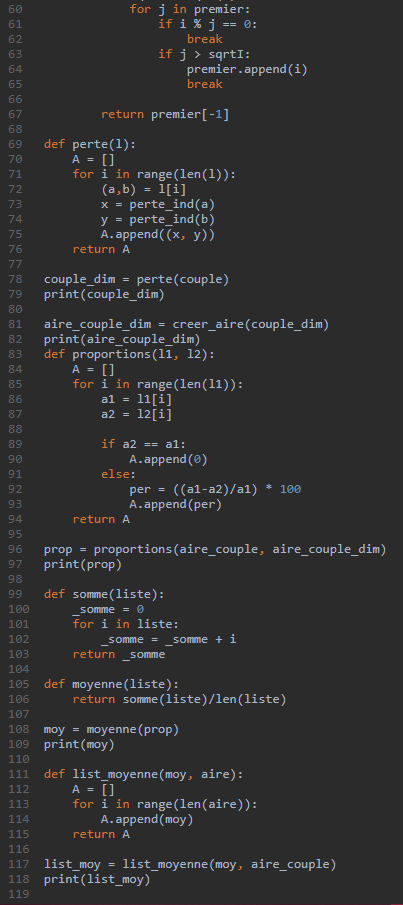 60 for j in premier:
61 if i % j == 0:
62 break
63 if j > sqrtI:
64 premier.append(i)
65 break
66
67 return premier[-1]
68
69 def perte(l):
70 A = []
71 for i in range(len(l)):
72 (a,b) = l[i]
73 x = perte_ind(a)
74 y = perte_ind(b)
75 A.append((x, y))
76 return A
77
78 couple_dim = perte(couple)
79 print(couple_dim)
80
81 aire_couple_dim = creer_aire(couple_dim)
82 print(aire_couple_dim)
83 def proportions(l1, l2):
84 A = []
85 for i in range(len(l1)):
86 a1 = l1[i]
87 a2 = l2[i]
88
89 if a2 == a1:
90 A.append(0)
91 else:
92 per = ((a1-a2)/a1) * 100
93 A.append(per)
94 return A
95
96 prop = proportions(aire_couple, aire_couple_dim)
97 print(prop)
98
99 def somme(liste):
100 _somme = 0
101 for i in liste:
102 _somme = _somme + i
103 return _somme
104
105 def moyenne(liste):
106 return somme(liste)/len(liste)
107
108 moy = moyenne(prop)
109 print(moy)
110
111 def list_moyenne(moy, aire):
112 A = []
113 for i in range(len(aire)):
114 A.append(moy)
115 return A
116
117 list_moy = list_moyenne(moy, aire_couple)
118 print(list_moy)
119